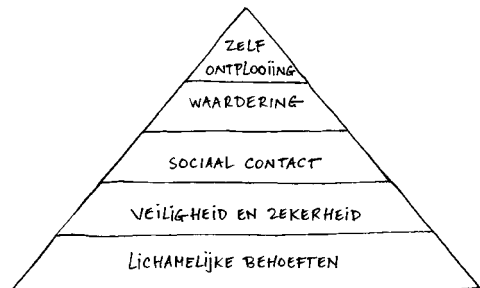 ZELF
ONTPLOOIING
WAARDERING
SOCIAAL CONTACT
VEILIGHEID EN ZEKERHEID
LICHAMELIJKE BEHOEFTEN